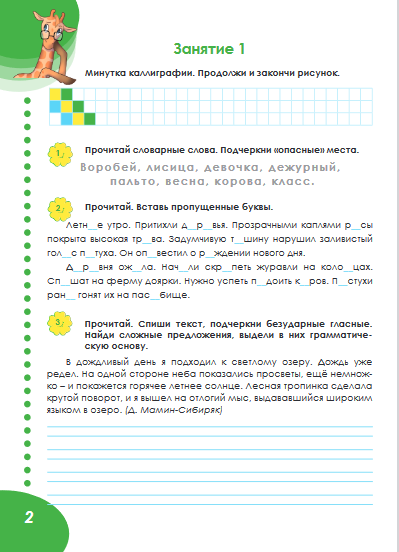 Занятие 1
Минутка каллиграфии. Продолжи и закончи рисунок.
1. Прочитай словарные слова. Подчеркни «опасные» места.
Воробей, лисица, девочка, дежурный,
пальто, весна, корова, класс.
2. Прочитай. Вставь пропущенные буквы.
Летн__е утро. Притихли д__р__вья. Прозрачными каплями р__сы
покрыта высокая тр__ва. Задумчивую т__шину нарушил заливистый
гол__с п__туха. Он оп__вестил о р__ждении нового дня.
Д__р__вня ож__ла. Нач__ли скр__петь журавли на коло__цах.
Сп__шат на ферму доярки. Нужно успеть п__доить к__ров. П__стухи
ран__ гонят их на пас__бище.
3. Прочитай. Спиши текст, подчеркни безударные гласные.
Найди сложные предложения, выдели в них грамматиче-
скую основу.
В дождливый день я подходил к светлому озеру. Дождь уже
редел. На одной стороне неба показались просветы, ещё немнож-
ко – и покажется горячее летнее солнце. Лесная тропинка сделала
крутой поворот, и я вышел на отлогий мыс, выдававшийся широким
языком в озеро. (Д. Мамин-Сибиряк)
2